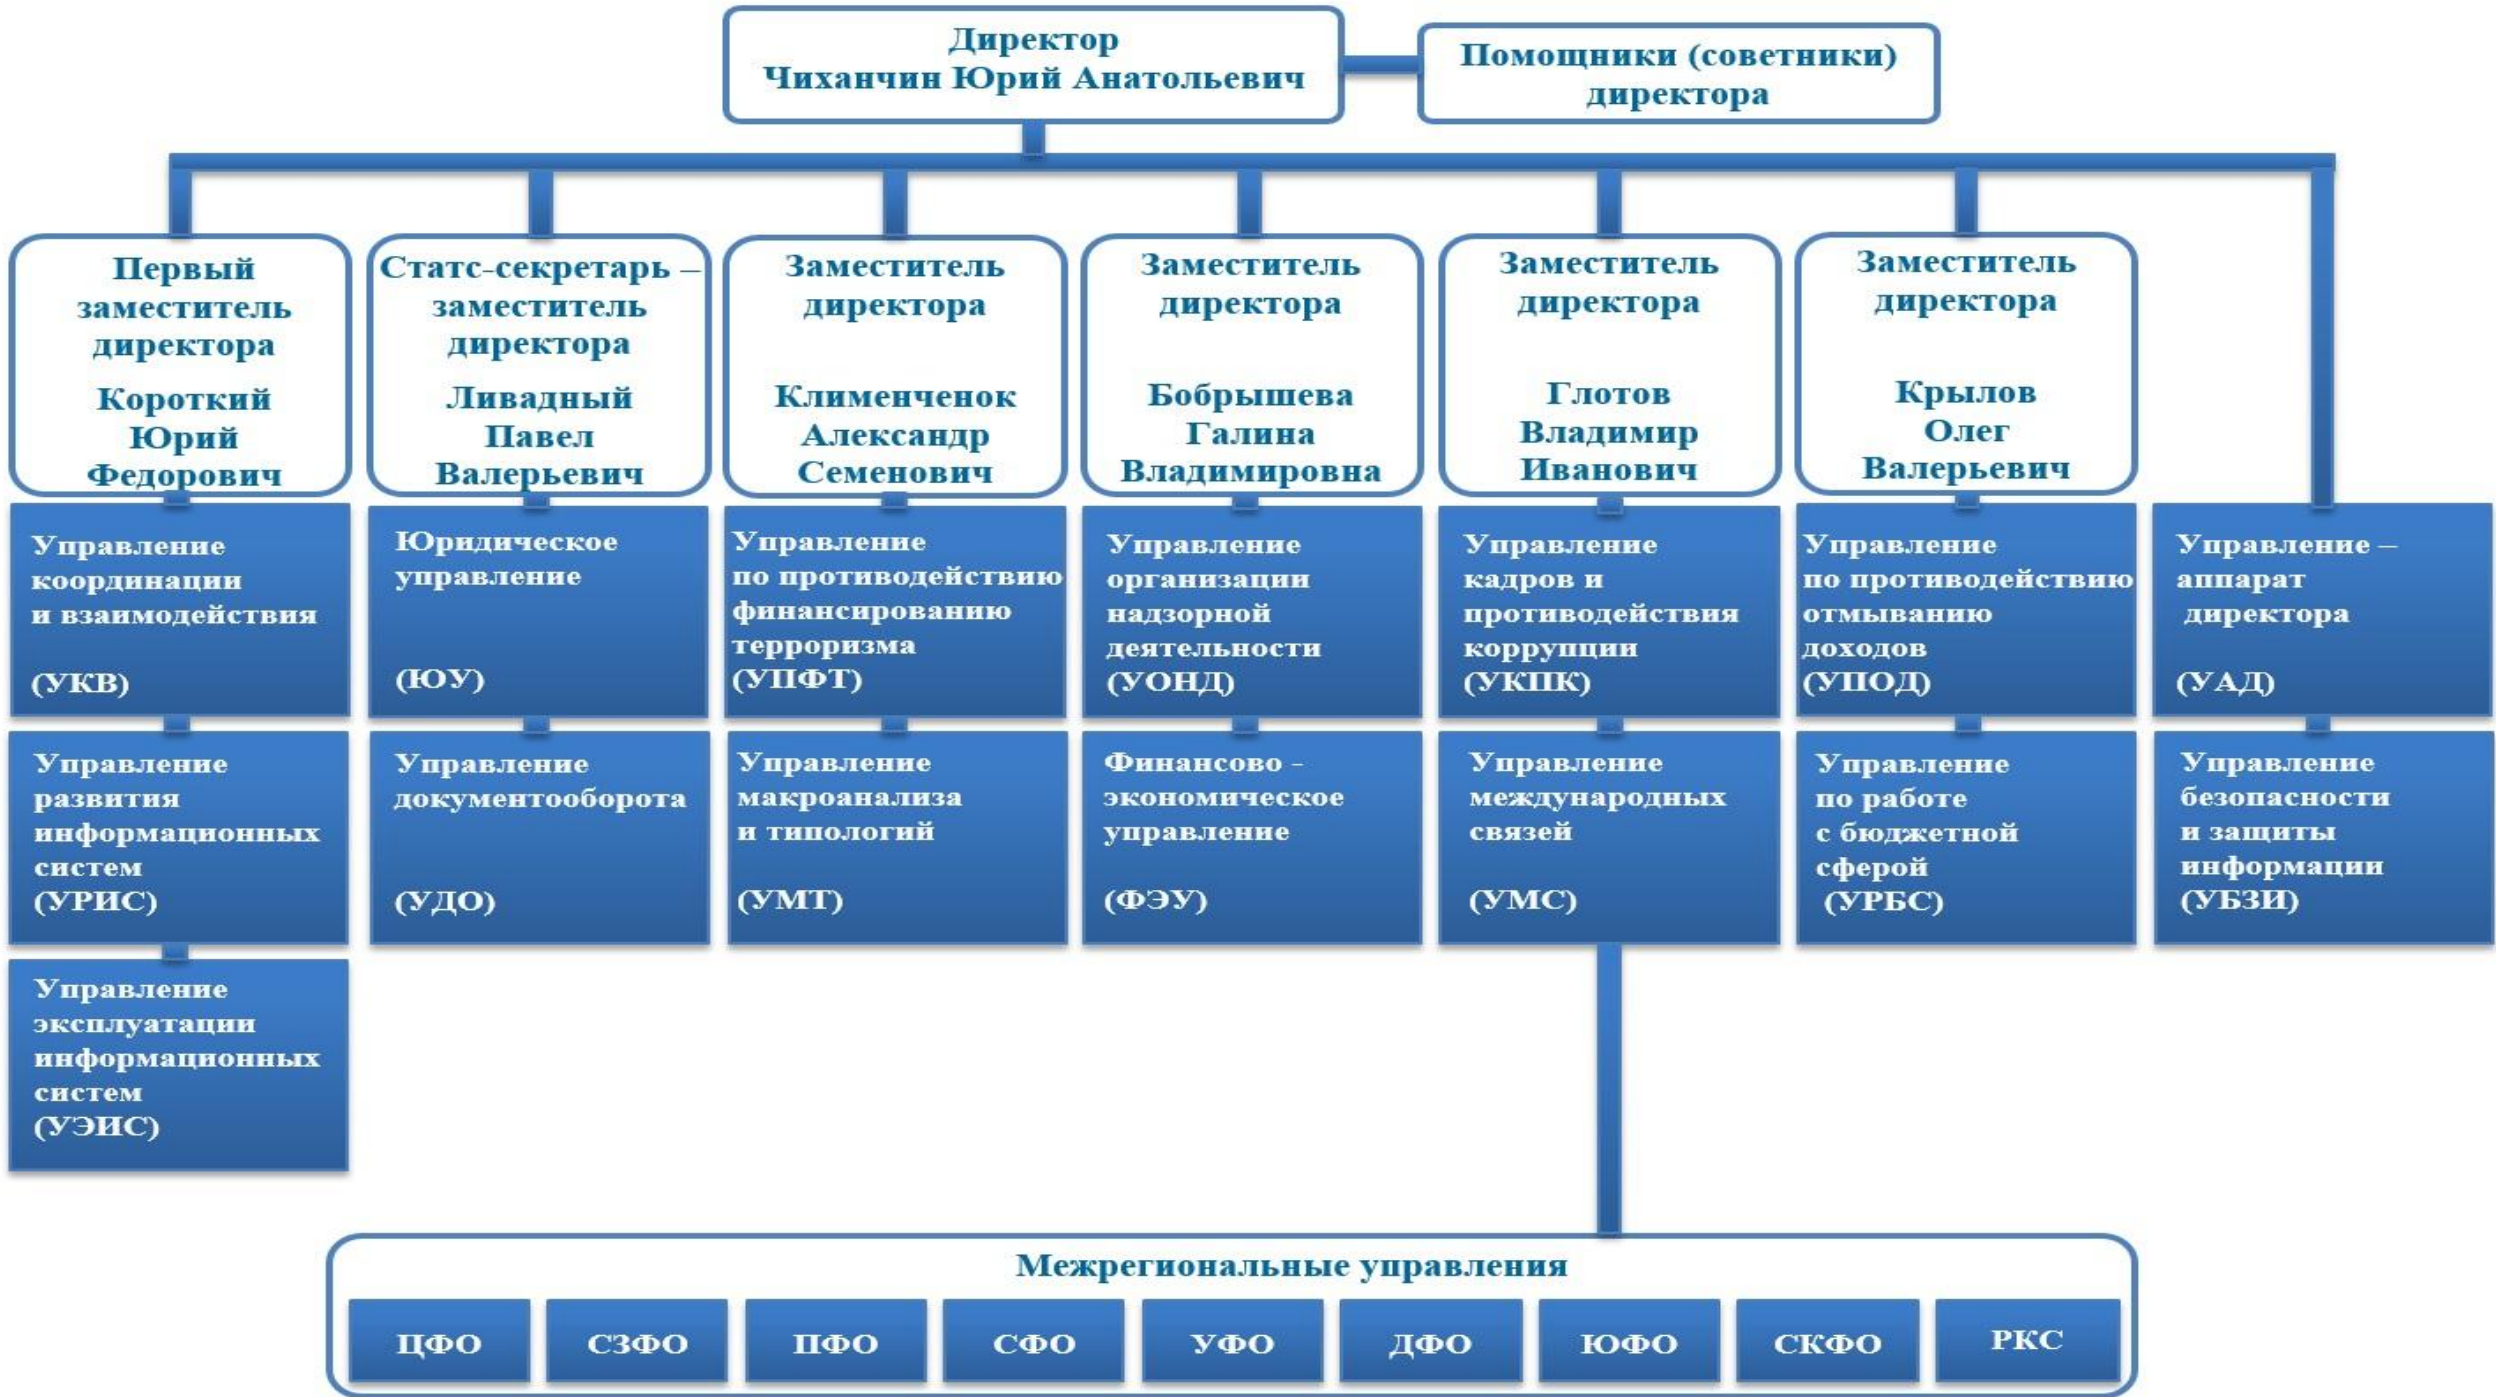 Директор
Чиханчин Юрий Анатольевич
Помощники (советники)
директора
Первый
заместитель
директора
Короткий
Юрий
Федорович
Статс-секретарь –
заместитель
директора
Ливадный
Павел
Валерьевич
Заместитель
директора
Клименченок
Александр
Семенович
Заместитель
директора
Бобрышева
Галина
Владимировна
Заместитель
директора
Глотов
Владимир
Иванович
Заместитель
директора
Крылов
Олег
Валерьевич
Управление
координации
и взаимодействия
(УКВ)
Юридическое
управление
(ЮУ)
Управление
по противодействию
финансированию
терроризма
(УПФТ)
Управление
организации
надзорной
деятельности
(УОНД)
Управление
кадров и
противодействия
коррупции
(УКПК)
Управление
по противодействию
отмыванию
доходов
(УПОД)
Управление –
аппарат
директора
(УАД)
Управление
развития
информационных
систем
(УРИС)
Управление
документооборота
(УДО)
Управление
макроанализа
и типологий
(УМТ)
Финансово -
экономическое
управление
(ФЭУ)
Управление
международных
связей
(УМС)
Управление
по работе
с бюджетной
сферой
(УРБС)
Управление
безопасности
и защиты
информации
(УБЗИ)
Управление
эксплуатации
информационных
систем
(УЭИС)
Межрегиональные управления
ЦФО
СЗФО
ПФО
СФО
УФО
ДФО
ЮФО
СКФО
РКС